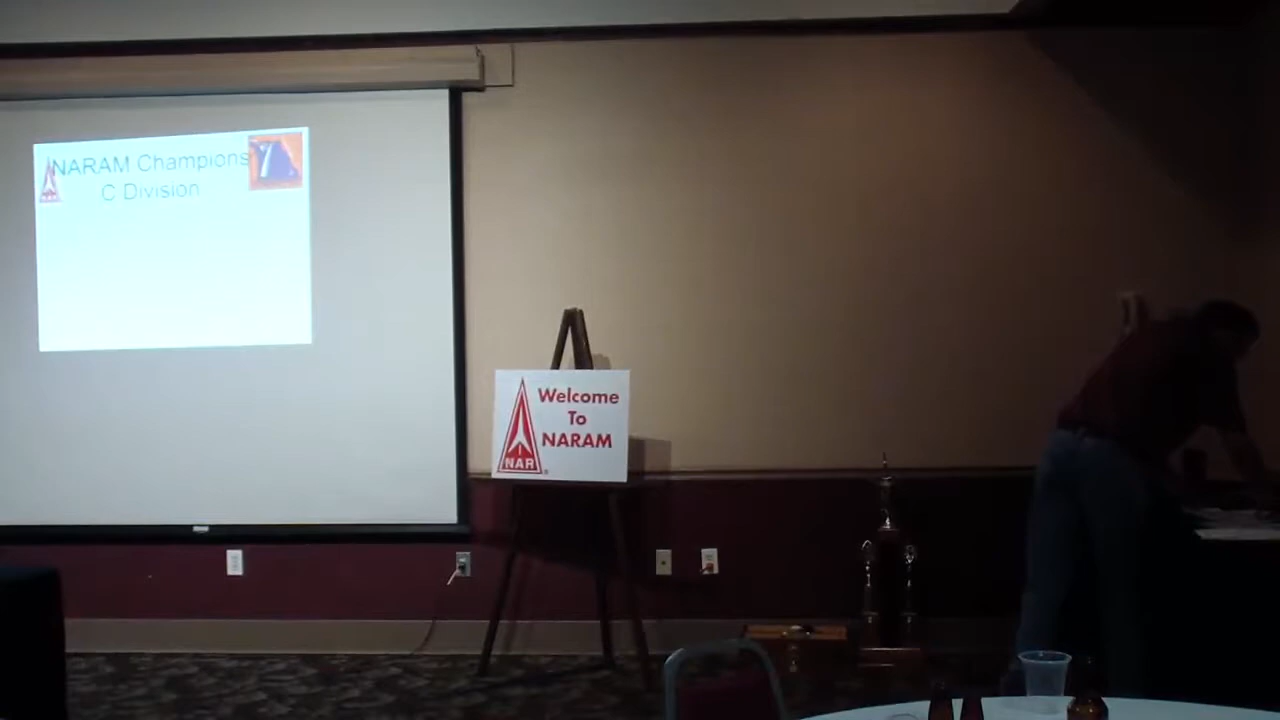 NARAM Champions
C Division
NAR
Welcome
To
NARAM
NAR